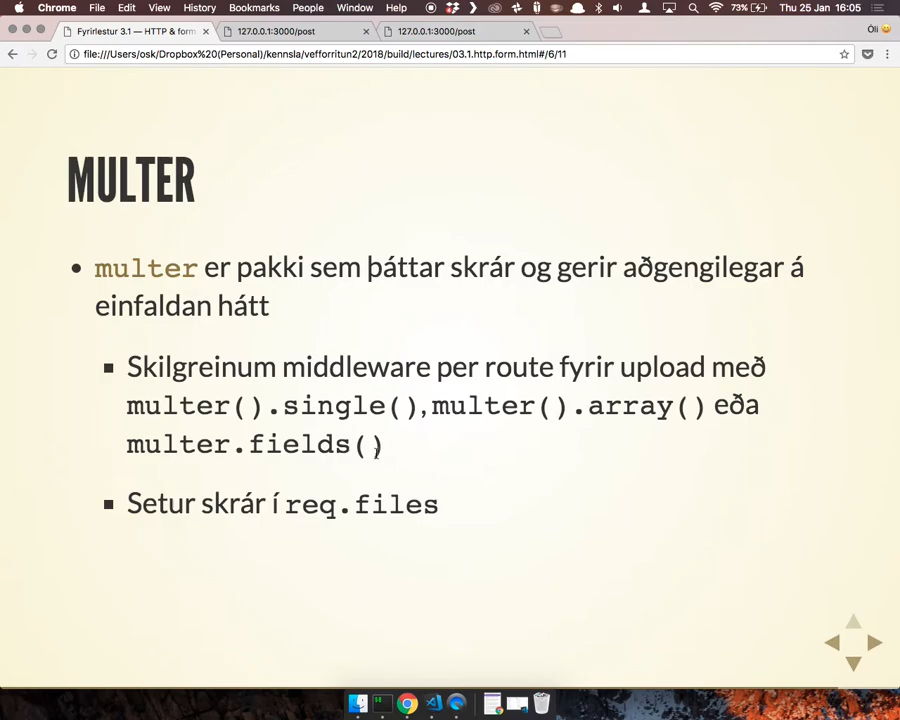 Chrome File Edit View History Bookmarks People Window Help 73% Thu 25 Jan 16:05
Fyrirlestur 3.1 — HTTP & form 127.0.0.1:3000/post 127.0.0.1:3000/post Óli
file:///Users/osk/Dropbox%20(Personal)/kennsla/vefforritun2/2018/build/lectures/03.1.http.form.html#/6/11
MULTER
multer er pakki sem þáttar skrár og gerir aðgengilegar á
einfaldan hátt
Skilgreinum middleware per route fyrir upload með
multer().single(), multer().array() eða
multer.fields()
Setur skrár í req.files